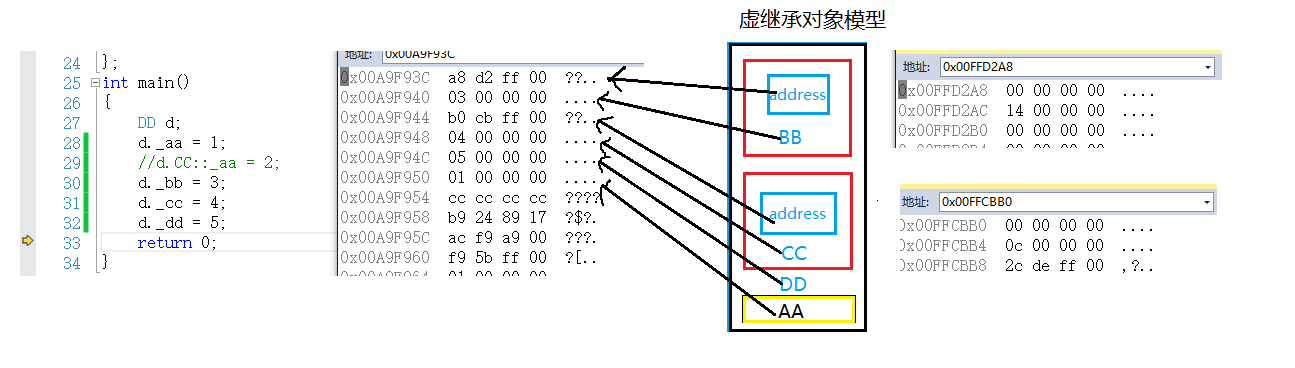 虚继承对象模型
24 };
25 int main()
26 {
27 DD d;
28 d._aa = 1;
29 //d.CC::_aa = 2;
30 d._bb = 3;
31 d._cc = 4;
32 d._dd = 5;
33 return 0;
34 }
地址: 0x00A9F93C
0x00A9F93C a8 d2 ff 00 ??..
0x00A9F940 03 00 00 00 ....
0x00A9F944 b0 cb ff 00 ??..
0x00A9F948 04 00 00 00 ....
0x00A9F94C 05 00 00 00 ....
0x00A9F950 01 00 00 00 ....
0x00A9F954 cc cc cc cc ????
0x00A9F958 b9 24 89 17 ?$?.
0x00A9F95C ac f9 a9 00 ???.
0x00A9F960 f9 5b ff 00 ?[..
address
BB
address
CC
DD
AA
地址: 0x00FFD2A8
0x00FFD2A8 00 00 00 00 ....
0x00FFD2AC 14 00 00 00 ....
0x00FFD2B0 00 00 00 00 ....
地址: 0x00FFCBB0
0x00FFCBB0 00 00 00 00 ....
0x00FFCBB4 0c 00 00 00 ....
0x00FFCBB8 2c de ff 00 ,?..